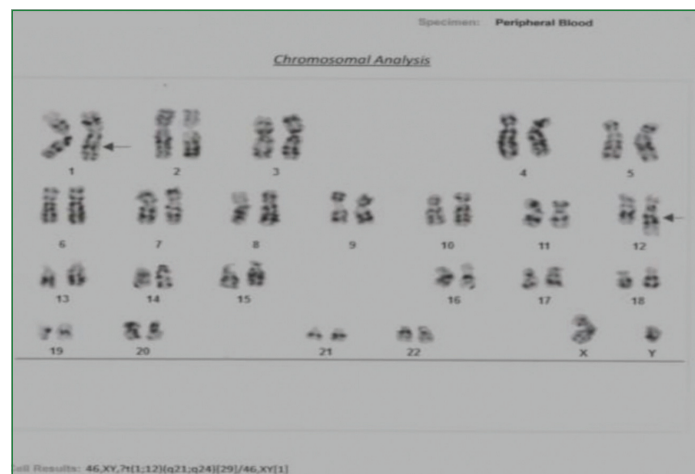 Specimen: Peripheral Blood
Chromosomal Analysis
1 2 3 4 5
6 7 8 9 10 11 12
13 14 15 16 17 18
19 20 21 22 X Y
Cell Results: 46,XY,?t(1;12)(q21;q24)[29]/46,XY[1]